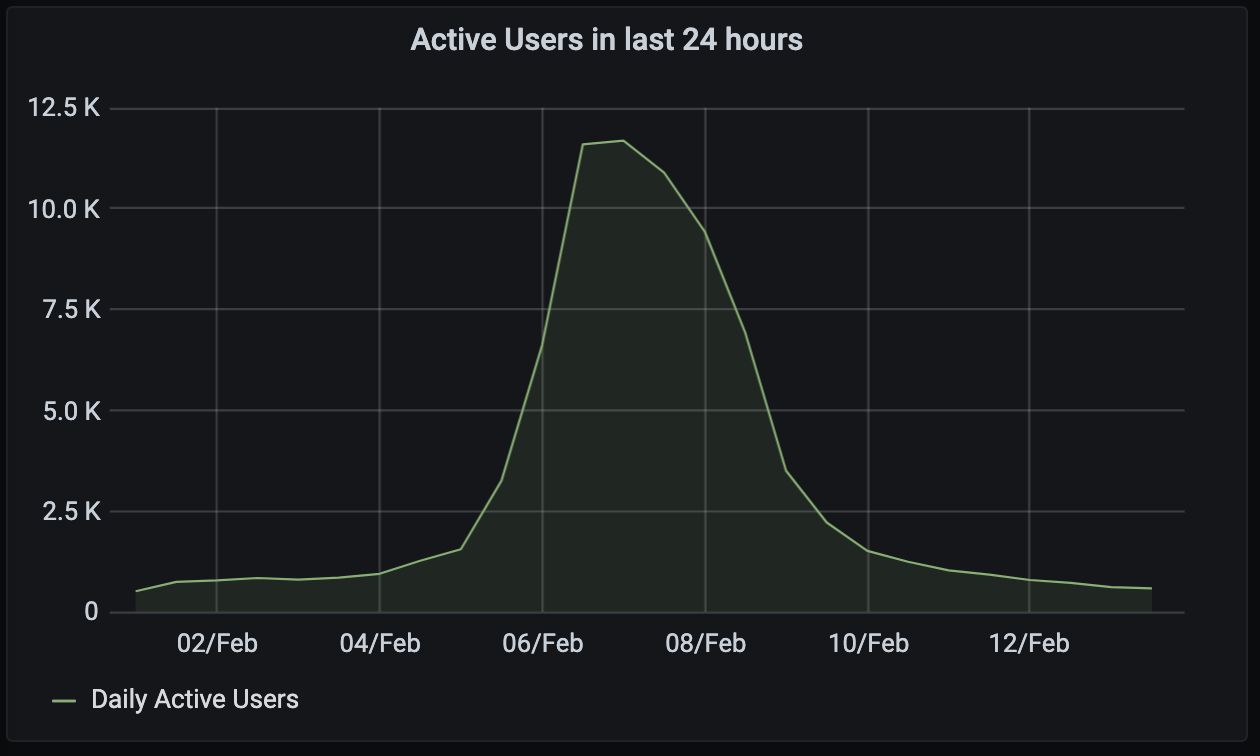 Active Users in last 24 hours
12.5 K
10.0 K
7.5 K
5.0 K
2.5 K
0
02/Feb 04/Feb 06/Feb 08/Feb 10/Feb 12/Feb
Daily Active Users